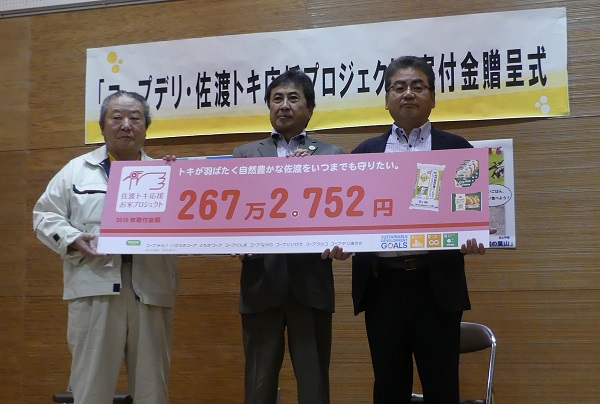 「コープデリ・佐渡トキ応援プロジェクト」寄付金贈呈式
トキが羽ばたく自然豊かな佐渡をいつまでも守りたい。
佐渡トキ応援
お米プロジェクト
2018年寄付金額
267万2,752円
SUSTAINABLE
DEVELOPMENT
GOALS